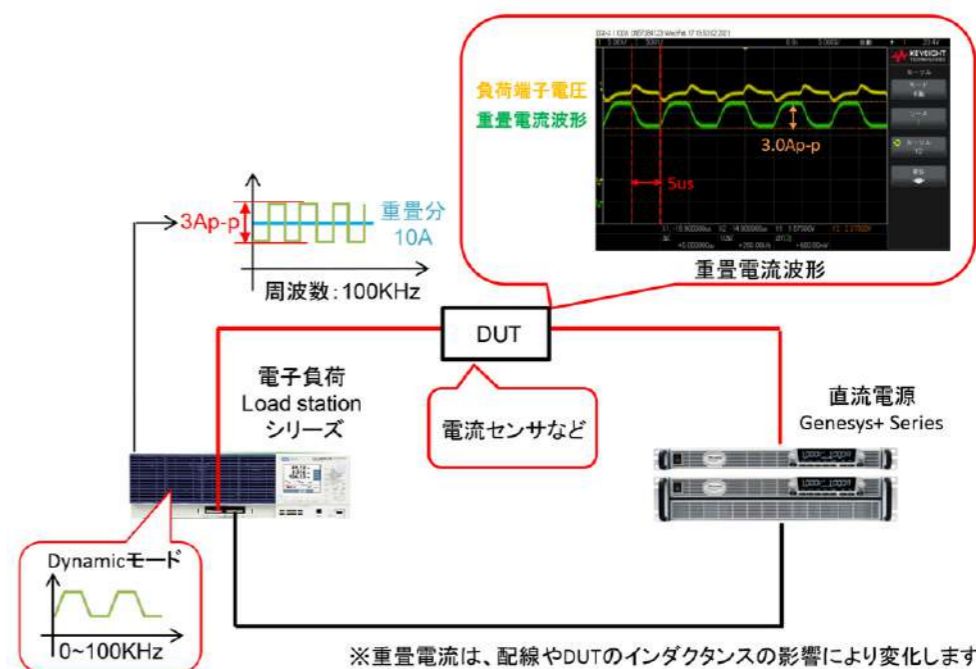 KEYSIGHT
TECHNOLOGIES
カーソル
負荷端子電圧
重畳電流波形
3.0Ap-p
5us
重畳電流波形
3Ap-p
重畳分
10A
周波数：100KHz
DUT
電流センサなど
電子負荷
Load station
シリーズ
直流電源
Genesys+ Series
Dynamicモード
0~100KHz
※重畳電流は、配線やDUTのインダクタンスの影響により変化します